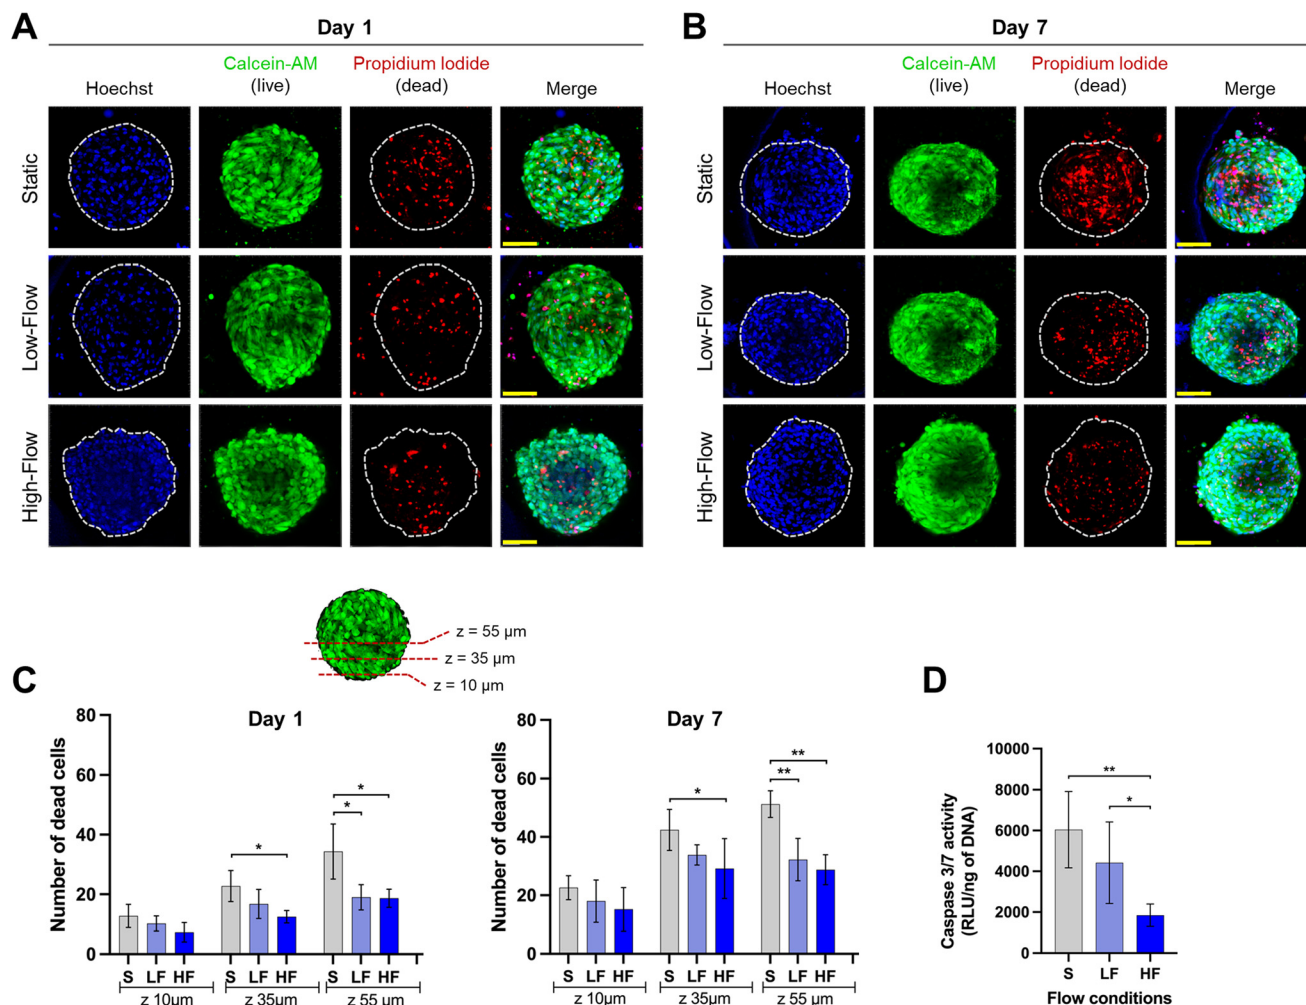 A
Day 1
Hoechst
Calcein-AM
(live)
Propidium Iodide
(dead)
Merge
Static
Low-Flow
High-Flow
B
Day 7
Hoechst
Calcein-AM
(live)
Propidium Iodide
(dead)
Merge
Static
Low-Flow
High-Flow
z = 55 µm
z = 35 µm
z = 10 µm
C
Day 1
Number of dead cells
80
60
40
20
0
*
*
*
S LF HF S LF HF S LF HF
z 10µm z 35µm z 55 µm
Day 7
Number of dead cells
80
60
40
20
0
*
**
**
S LF HF S LF HF S LF HF
z 10µm z 35µm z 55 µm
D
Caspase 3/7 activity
(RLU/ng of DNA)
10000
8000
6000
4000
2000
0
**
*
S LF HF
Flow conditions